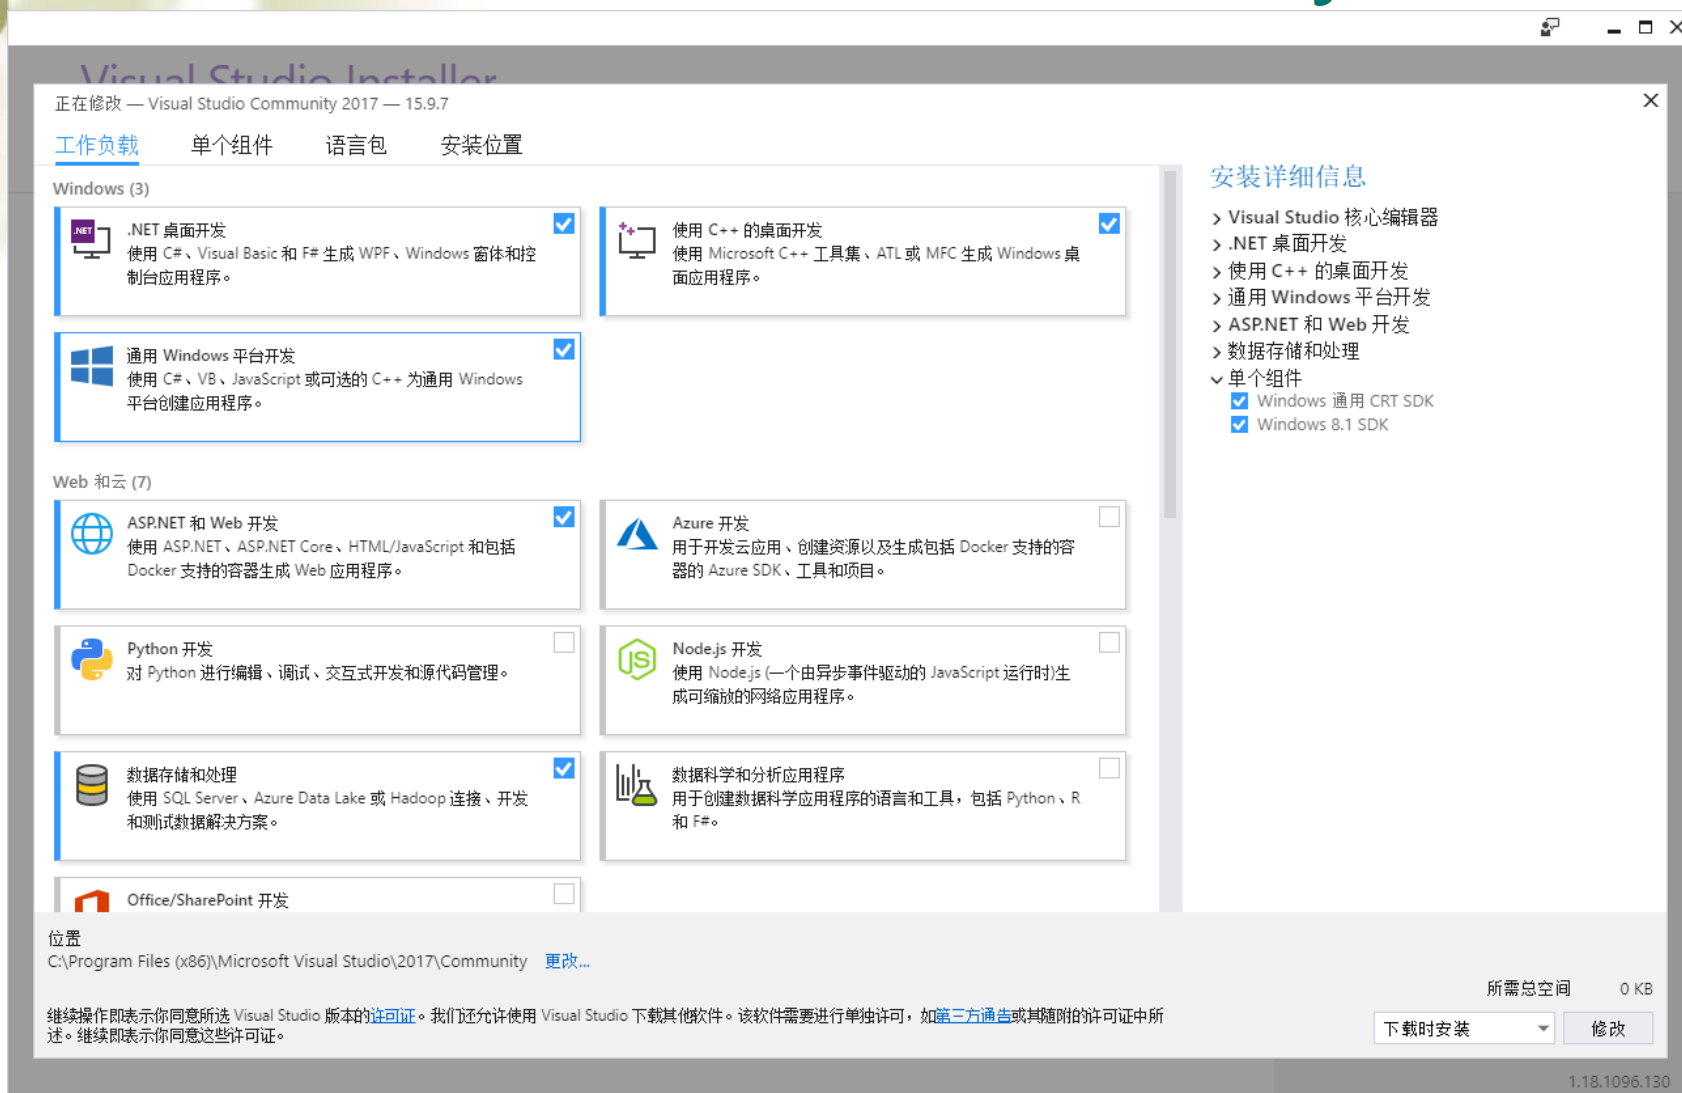 Visual Studio Installer
正在修改 — Visual Studio Community 2017 — 15.9.7
工作负载 单个组件 语言包 安装位置
Windows (3)
.NET
.NET 桌面开发
使用 C#、Visual Basic 和 F# 生成 WPF、Windows 窗体和控
制台应用程序。
使用 C++ 的桌面开发
使用 Microsoft C++ 工具集、ATL 或 MFC 生成 Windows 桌
面应用程序。
通用 Windows 平台开发
使用 C#、VB、JavaScript 或可选的 C++ 为通用 Windows
平台创建应用程序。
Web 和云 (7)
ASP.NET 和 Web 开发
使用 ASP.NET、ASP.NET Core、HTML/JavaScript 和包括
Docker 支持的容器生成 Web 应用程序。
Azure 开发
用于开发云应用、创建资源以及生成包括 Docker 支持的容
器的 Azure SDK、工具和项目。
Python 开发
对 Python 进行编辑、调试、交互式开发和源代码管理。
JS
Node.js 开发
使用 Node.js (一个由异步事件驱动的 JavaScript 运行时)生
成可缩放的网络应用程序。
数据存储和处理
使用 SQL Server、Azure Data Lake 或 Hadoop 连接、开发
和测试数据解决方案。
数据科学和分析应用程序
用于创建数据科学应用程序的语言和工具，包括 Python、R
和 F#。
Office/SharePoint 开发
安装详细信息
Visual Studio 核心编辑器
.NET 桌面开发
使用 C++ 的桌面开发
通用 Windows 平台开发
ASP.NET 和 Web 开发
数据存储和处理
单个组件
Windows 通用 CRT SDK
Windows 8.1 SDK
位置
C:\Program Files (x86)\Microsoft Visual Studio\2017\Community 更改...
所需总空间 0 KB
继续操作即表示你同意所选 Visual Studio 版本的许可证。我们还允许使用 Visual Studio 下载其他软件。该软件需要进行单独许可，如第三方通告或其随附的许可证中所
述。继续即表示你同意这些许可证。
下载时安装 修改
1.18.1096.130